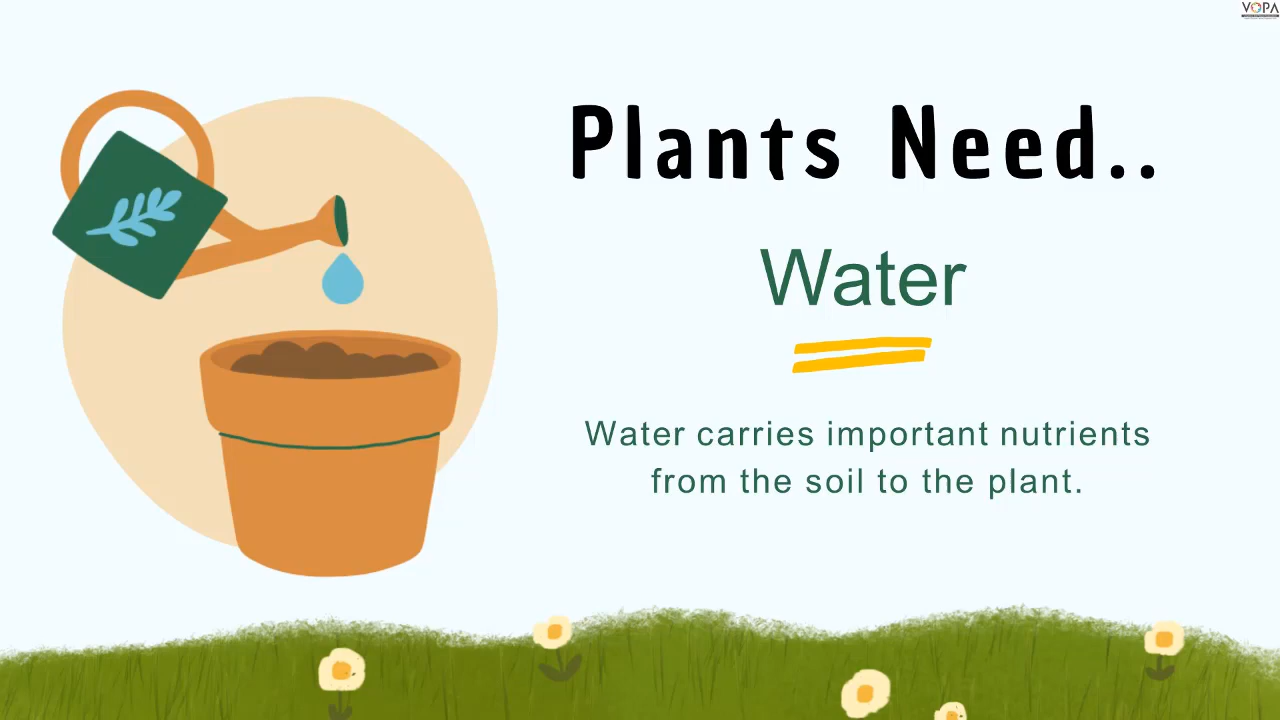 VOPA
Plants Need..
Water
Water carries important nutrients
from the soil to the plant.